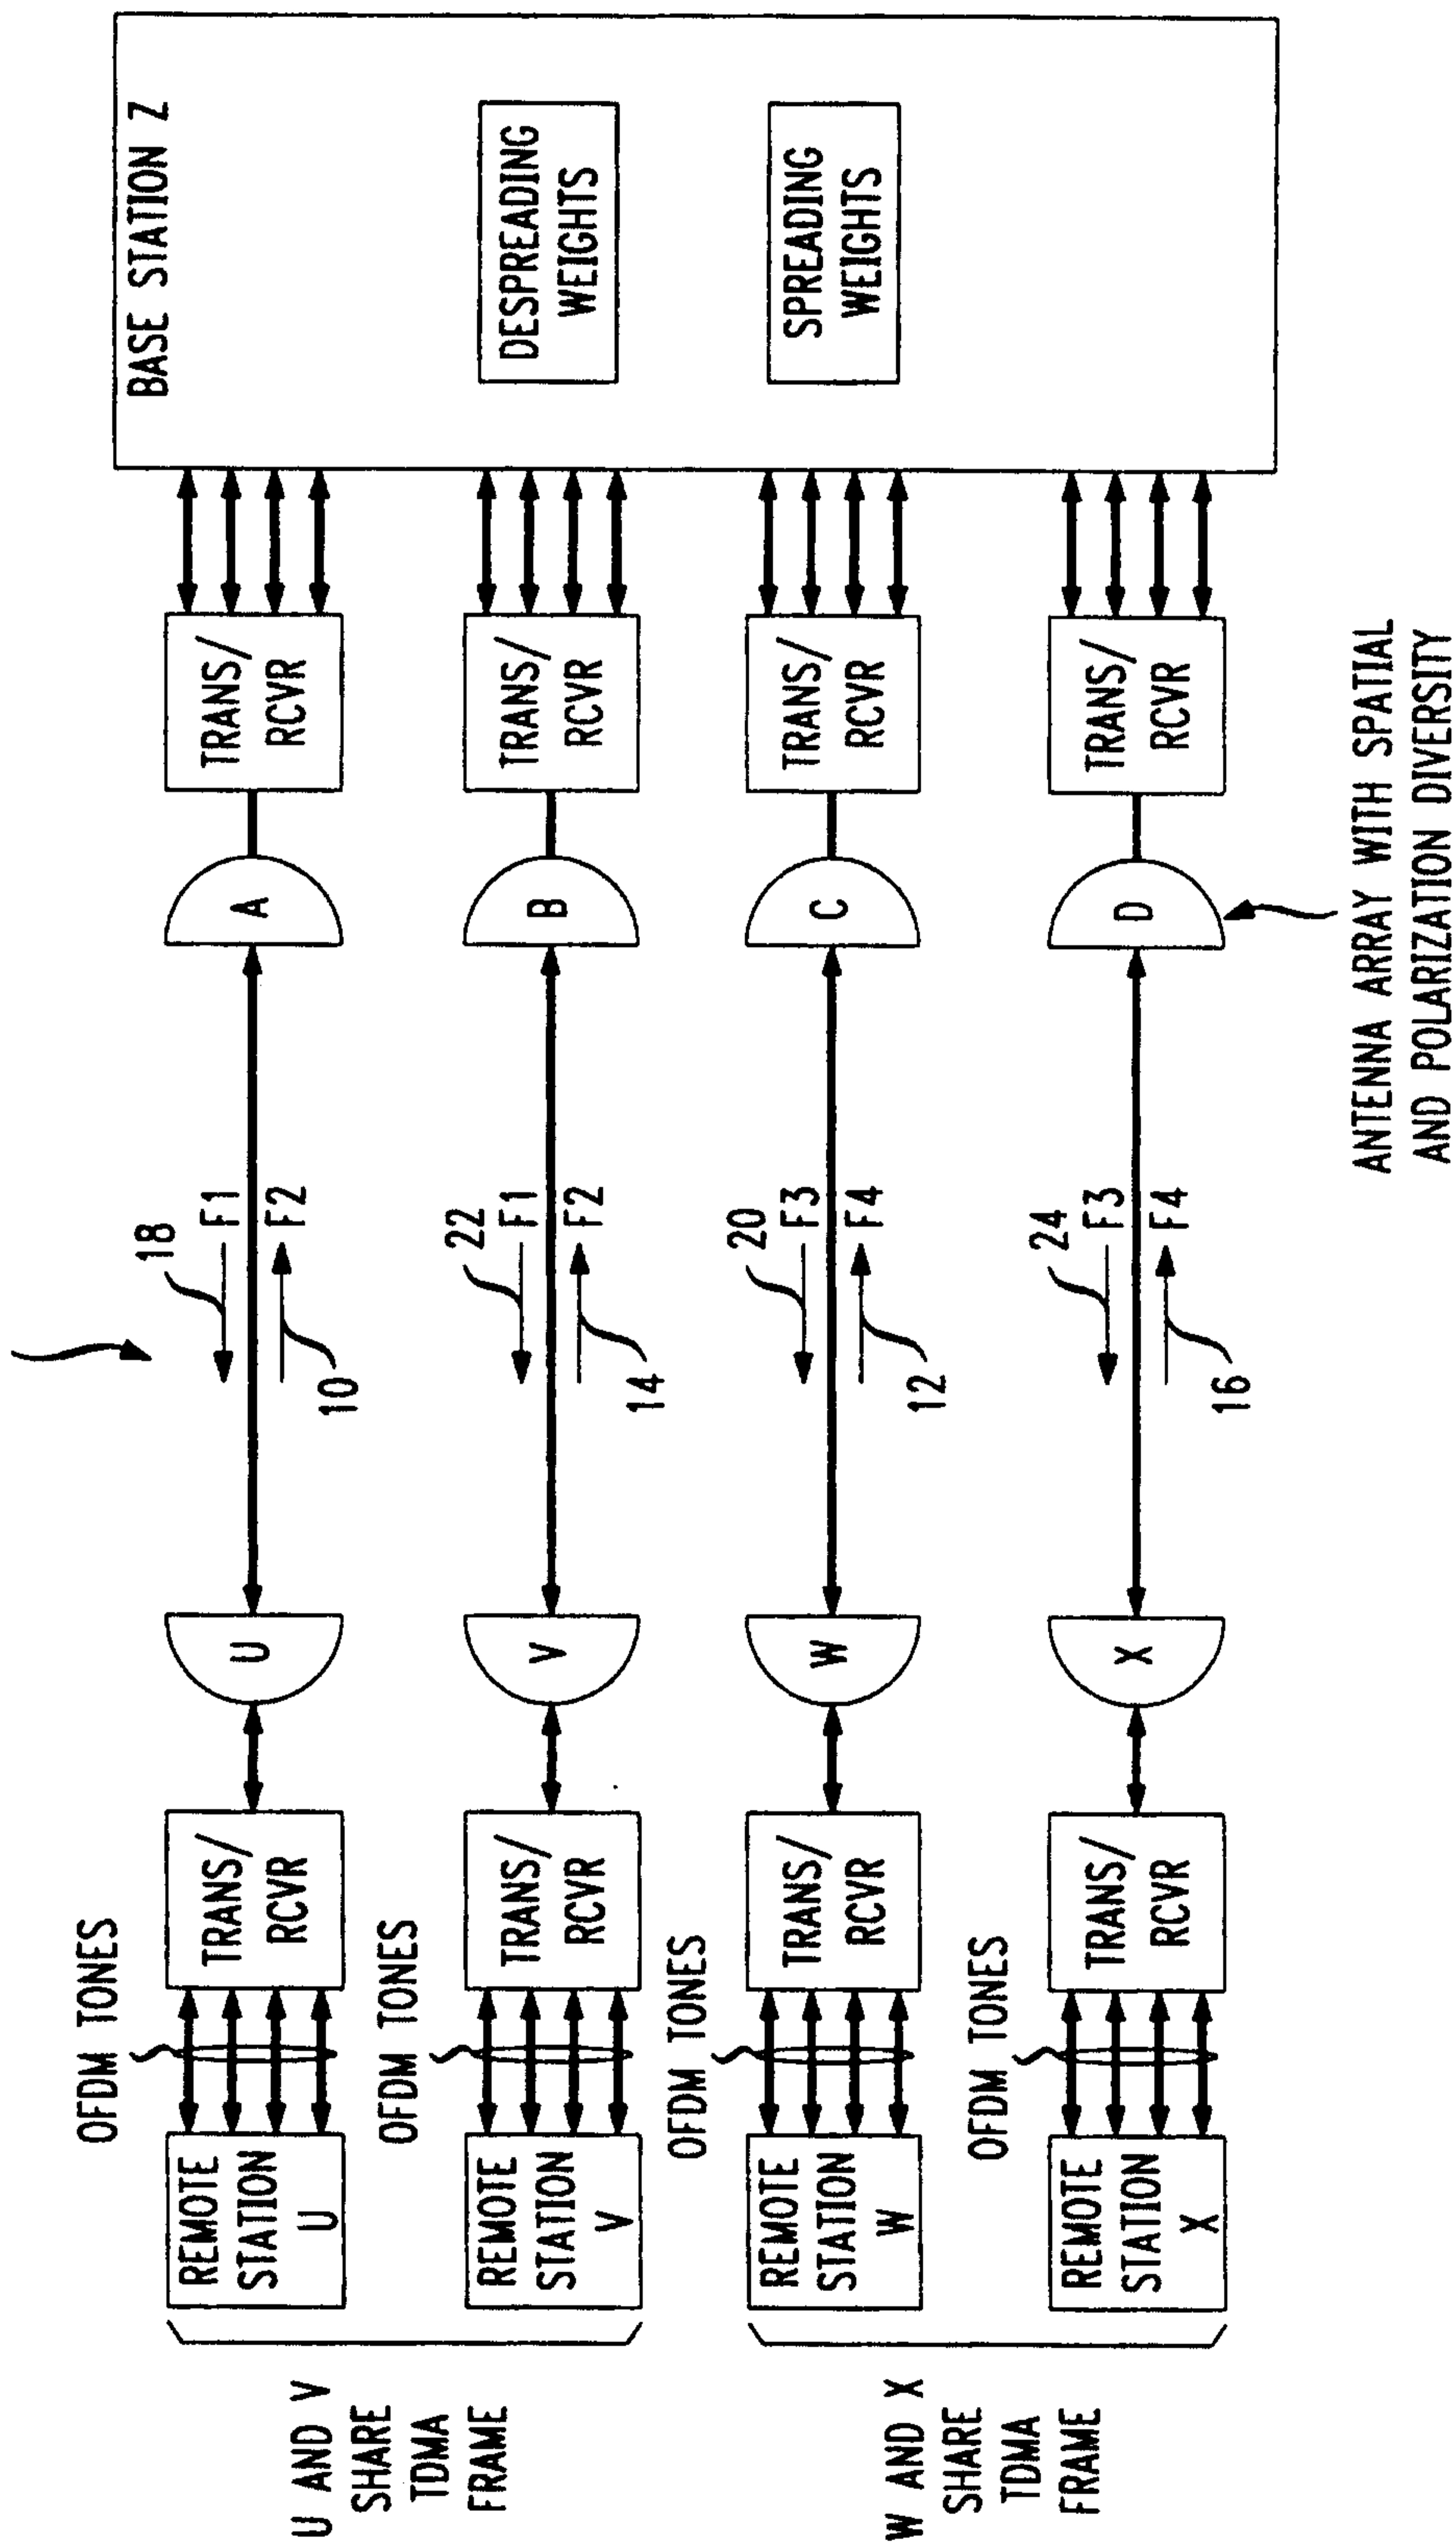 U AND V
SHARE
TDMA
FRAME
W AND X
SHARE
TDMA
FRAME
REMOTE
STATION
U
OFDM TONES
TRANS/
RCVR
U
18
F1
F2
10
A
TRANS/
RCVR
REMOTE
STATION
V
OFDM TONES
TRANS/
RCVR
V
22
F1
F2
14
B
TRANS/
RCVR
REMOTE
STATION
W
OFDM TONES
TRANS/
RCVR
W
20
F3
F4
12
C
TRANS/
RCVR
REMOTE
STATION
X
OFDM TONES
TRANS/
RCVR
X
24
F3
F4
16
D
TRANS/
RCVR
BASE STATION Z
DESPREADING
WEIGHTS
SPREADING
WEIGHTS
ANTENNA ARRAY WITH SPATIAL
AND POLARIZATION DIVERSITY